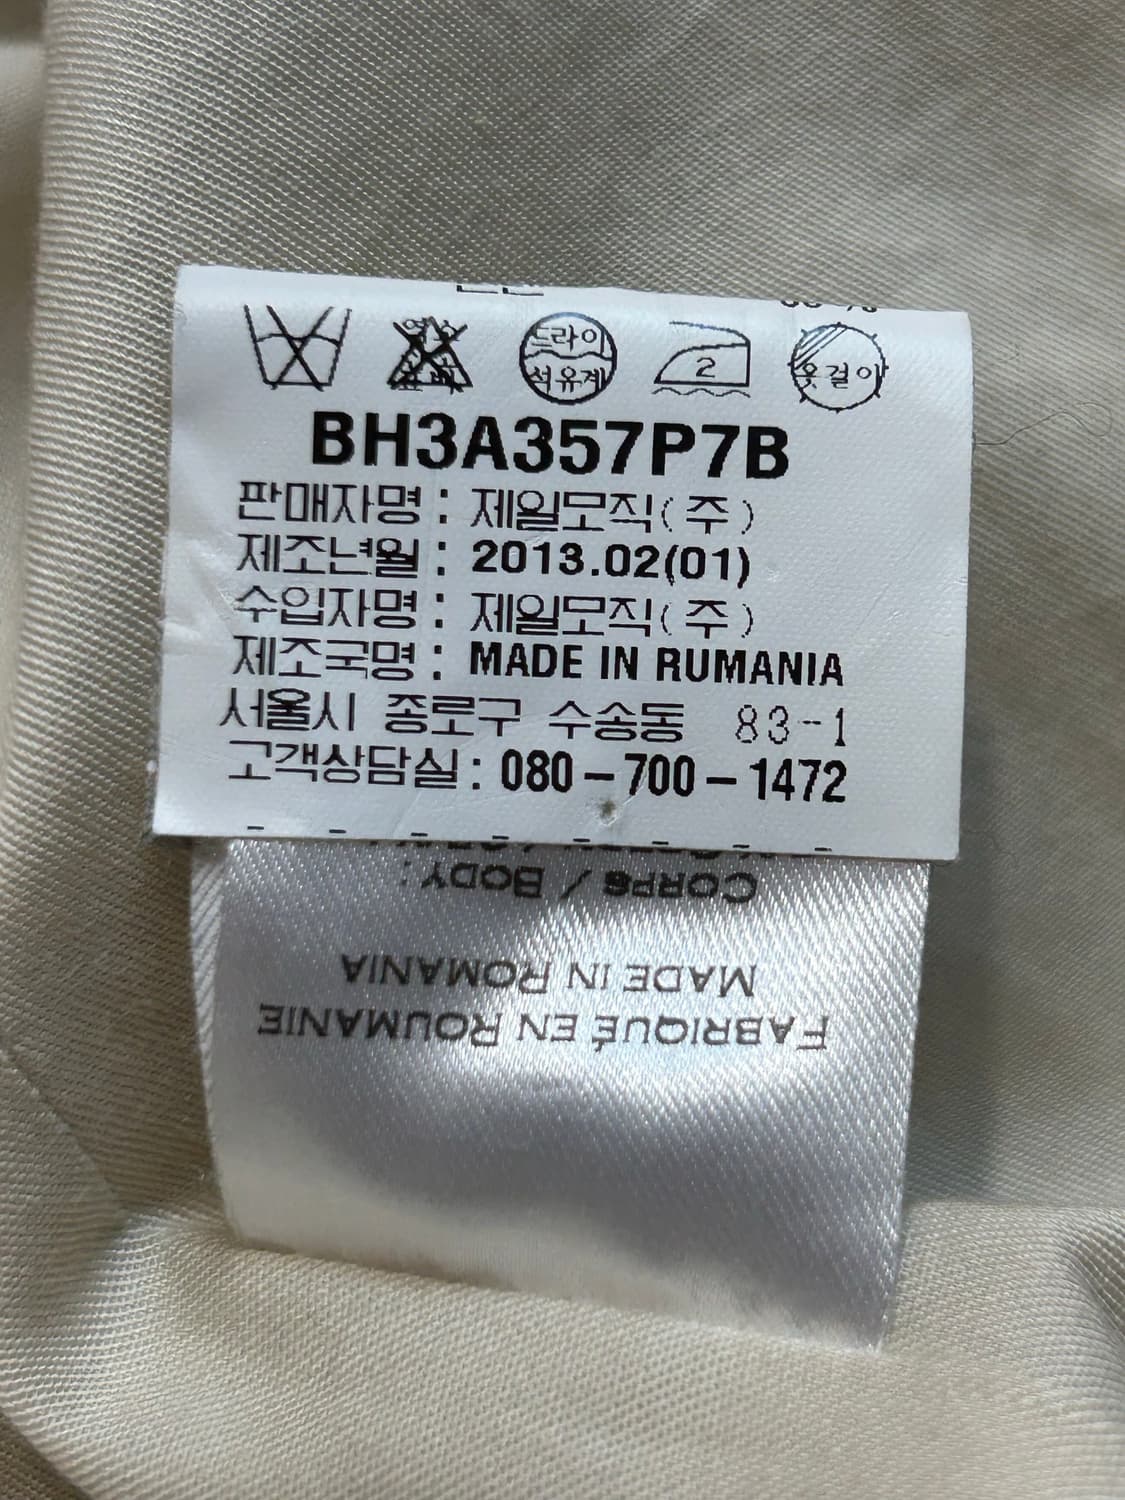 드라이
석유계
2
옷걸이
BH3A357P7B
판매자명 : 제일모직(주)
제조년월 : 2013.02(01)
수입자명 : 제일모직(주)
제조국명 : MADE IN RUMANIA
서울시 종로구 수송동 83-1
고객상담실 : 080-700-1472
CORPS / BODY :
MADE IN ROMANIA
FABRIQUÉ EN ROUMANIE